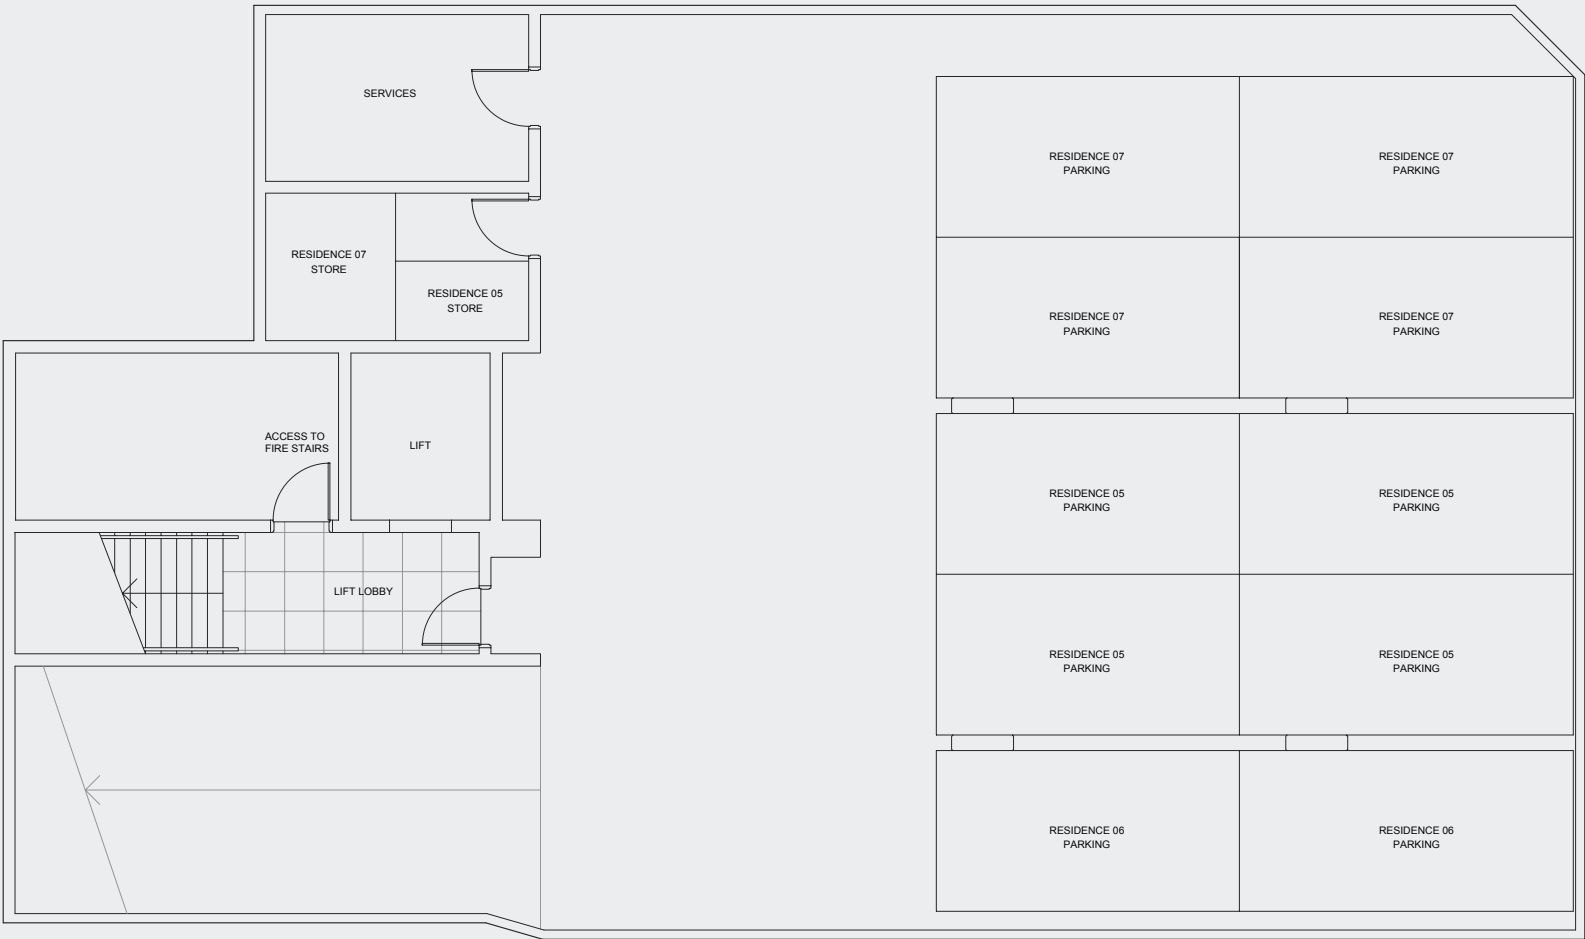 SERVICES
RESIDENCE 07
PARKING
RESIDENCE 07
PARKING
RESIDENCE 07
STORE
RESIDENCE 05
STORE
RESIDENCE 07
PARKING
RESIDENCE 07
PARKING
ACCESS TO
FIRE STAIRS
LIFT
RESIDENCE 05
PARKING
RESIDENCE 05
PARKING
LIFT LOBBY
RESIDENCE 05
PARKING
RESIDENCE 05
PARKING
RESIDENCE 06
PARKING
RESIDENCE 06
PARKING